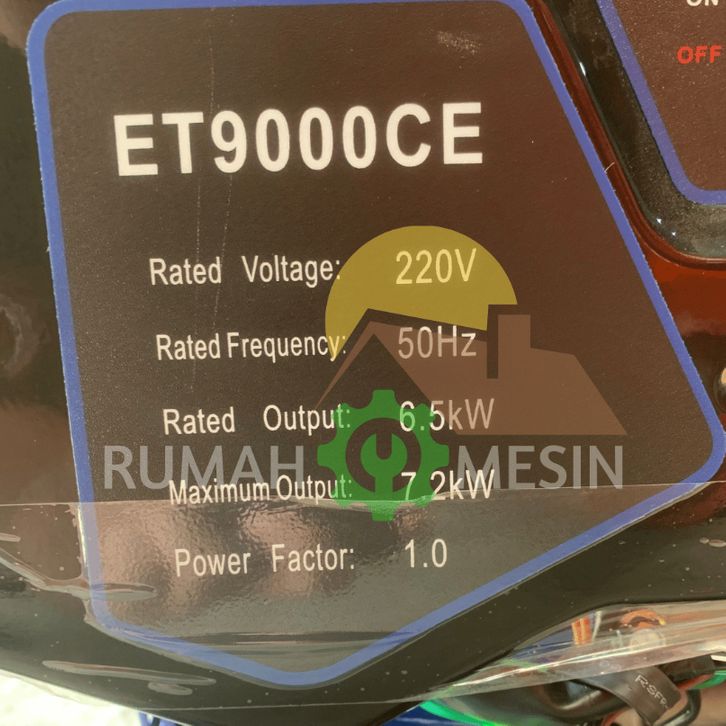 ON
OFF
ET9000CE
Rated Voltage: 220V
Rated Frequency: 50Hz
Rated Output: 6.5kW
RUMAH MESIN
Maximum Output: 7.2kW
Power Factor: 1.0